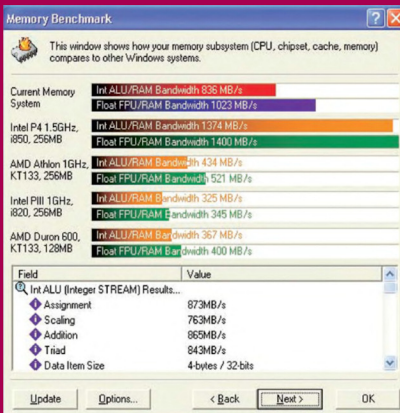 Memory Benchmark
This window shows how your memory subsystem (CPU, chipset, cache, memory)
compares to other Windows systems.
Current Memory
System
Int ALU/RAM Bandwidth 836 MB/s
Float FPU/RAM Bandwidth 1023 MB/s
Intel P4 1.5GHz,
i850, 256MB
Int ALU/RAM Bandwidth 1374 MB/s
Float FPU/RAM Bandwidth 1400 MB/s
AMD Athlon 1GHz,
KT133, 256MB
Int ALU/RAM Bandwidth 434 MB/s
Float FPU/RAM Bandwidth 521 MB/s
Intel PIII 1GHz,
i820, 256MB
Int ALU/RAM Bandwidth 325 MB/s
Float FPU/RAM Bandwidth 345 MB/s
AMD Duron 600,
KT133, 128MB
Int ALU/RAM Bandwidth 367 MB/s
Float FPU/RAM Bandwidth 400 MB/s
Field Value
Int ALU (Integer STREAM) Results...
Assignment 873MB/s
Scaling 763MB/s
Addition 865MB/s
Triad 843MB/s
Data Item Size 4-bytes / 32-bits
Update Options... < Back Next > OK